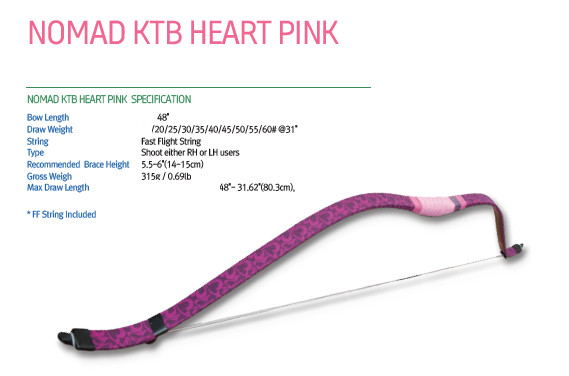 NOMAD KTB HEART PINK
NOMAD KTB HEART PINK SPECIFICATION
Bow Length 48"
Draw Weight /20/25/30/35/40/45/50/55/60# @31"
String Fast Flight String
Type Shoot either RH or LH users
Recommended Brace Height 5.5-6"(14-15cm)
Gross Weigh 315g / 0.69lb
Max Draw Length 48"- 31.62"(80.3cm),
* FF String Included